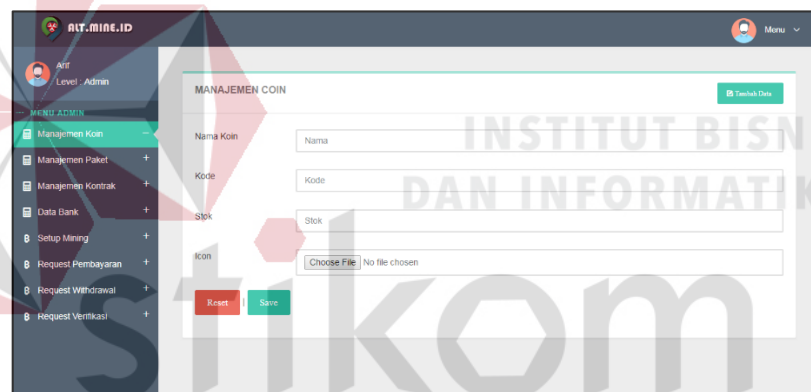 ALT.MINE.ID
Menu
Arif
Level : Admin
MENU ADMIN
Manajemen Koin
Manajemen Paket
Manajemen Kontrak
Data Bank
Setup Mining
Request Pembayaran
Request Withdrawal
Request Verifikasi
MANAJEMEN COIN
Tambah Data
Nama Koin
Nama
Kode
Kode
Stok
Stok
Icon
Choose File No file chosen
Reset | Save
INSTITUT BISN
DAN INFORMATIK
stikom